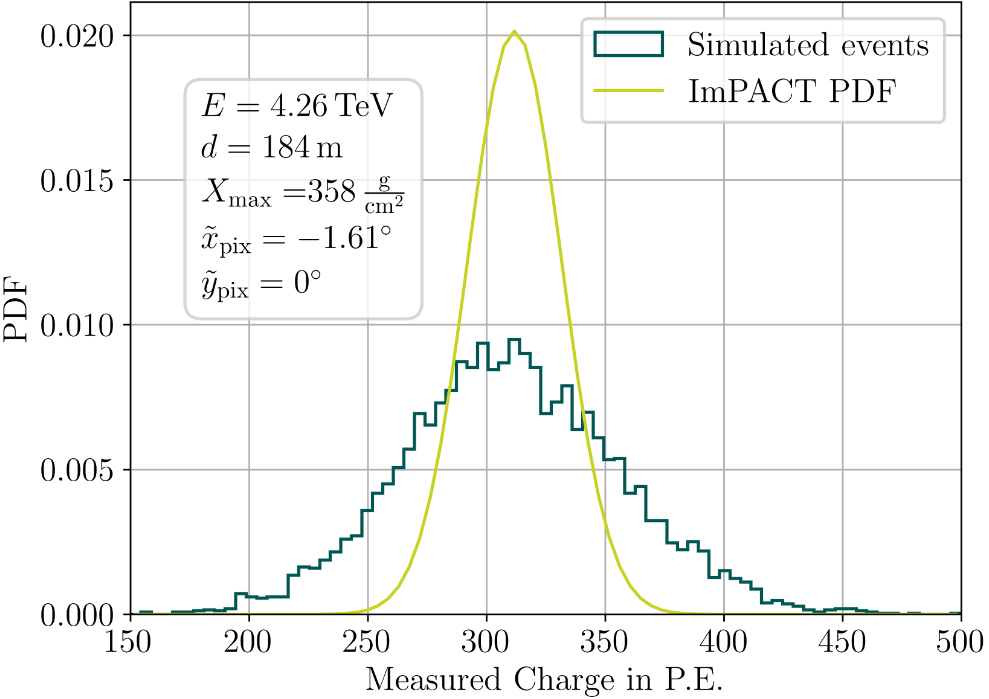 0.020
0.015
0.010
0.005
0.000
PDF
E = 4.26 TeV
d = 184 m
X_max =358 g/cm²
x̃_pix = −1.61°
ỹ_pix = 0°
Simulated events
ImPACT PDF
150 200 250 300 350 400 450 500
Measured Charge in P.E.